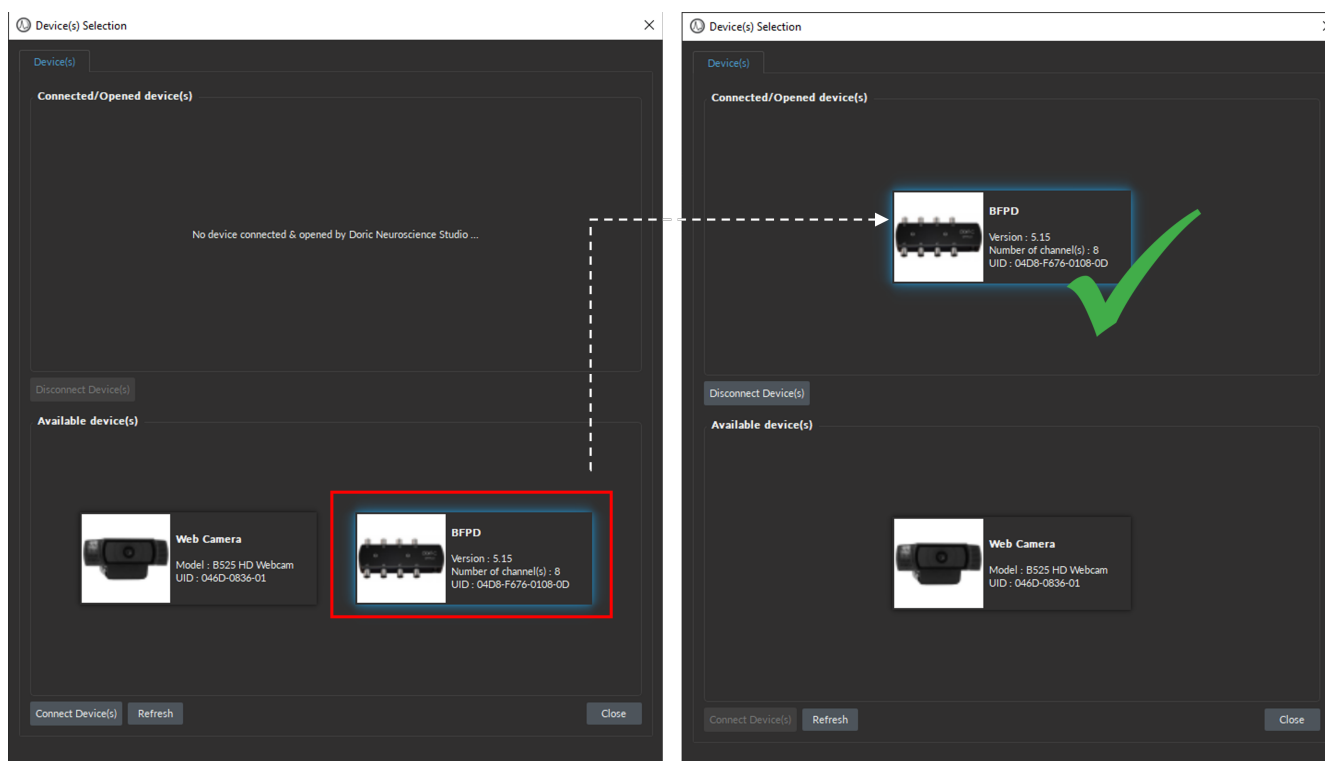 Device(s) Selection
Device(s)
Connected/Opened device(s)
No device connected & opened by Doric Neuroscience Studio ...
Disconnect Device(s)
Available device(s)
Web Camera
Model : B525 HD Webcam
UID : 046D-0836-01
BFPD
Version : 5.15
Number of channel(s) : 8
UID : 04D8-F676-0108-0D
Connect Device(s)
Refresh
Close
Device(s) Selection
Device(s)
Connected/Opened device(s)
BFPD
Version : 5.15
Number of channel(s) : 8
UID : 04D8-F676-0108-0D
Disconnect Device(s)
Available device(s)
Web Camera
Model : B525 HD Webcam
UID : 046D-0836-01
Connect Device(s)
Refresh
Close